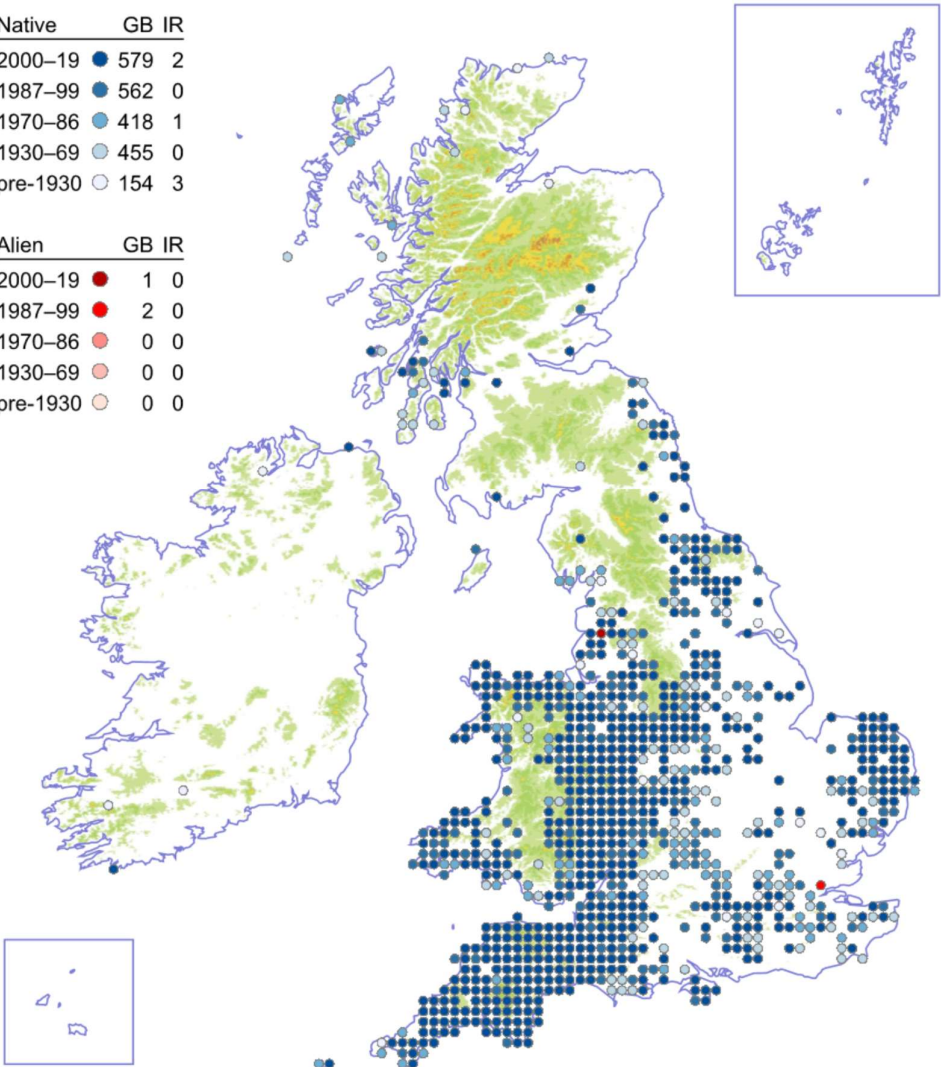 Native GB IR
2000–19 579 2
1987–99 562 0
1970–86 418 1
1930–69 455 0
pre-1930 154 3
Alien GB IR
2000–19 1 0
1987–99 2 0
1970–86 0 0
1930–69 0 0
pre-1930 0 0